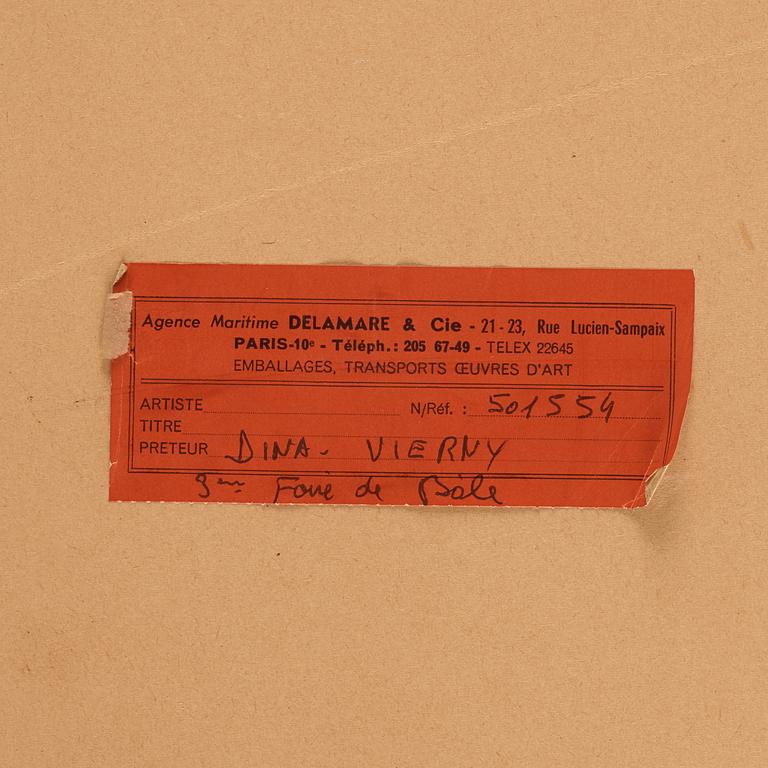 Agence Maritime DELAMARE & Cie - 21-23, Rue Lucien-Sampaix
PARIS-10e - Téléph.: 205 67-49 - TELEX 22645
EMBALLAGES, TRANSPORTS ŒUVRES D'ART
ARTISTE N/Réf. : 501554
TITRE
PRETEUR DINA - VIERNY
3em Foire de Bâle